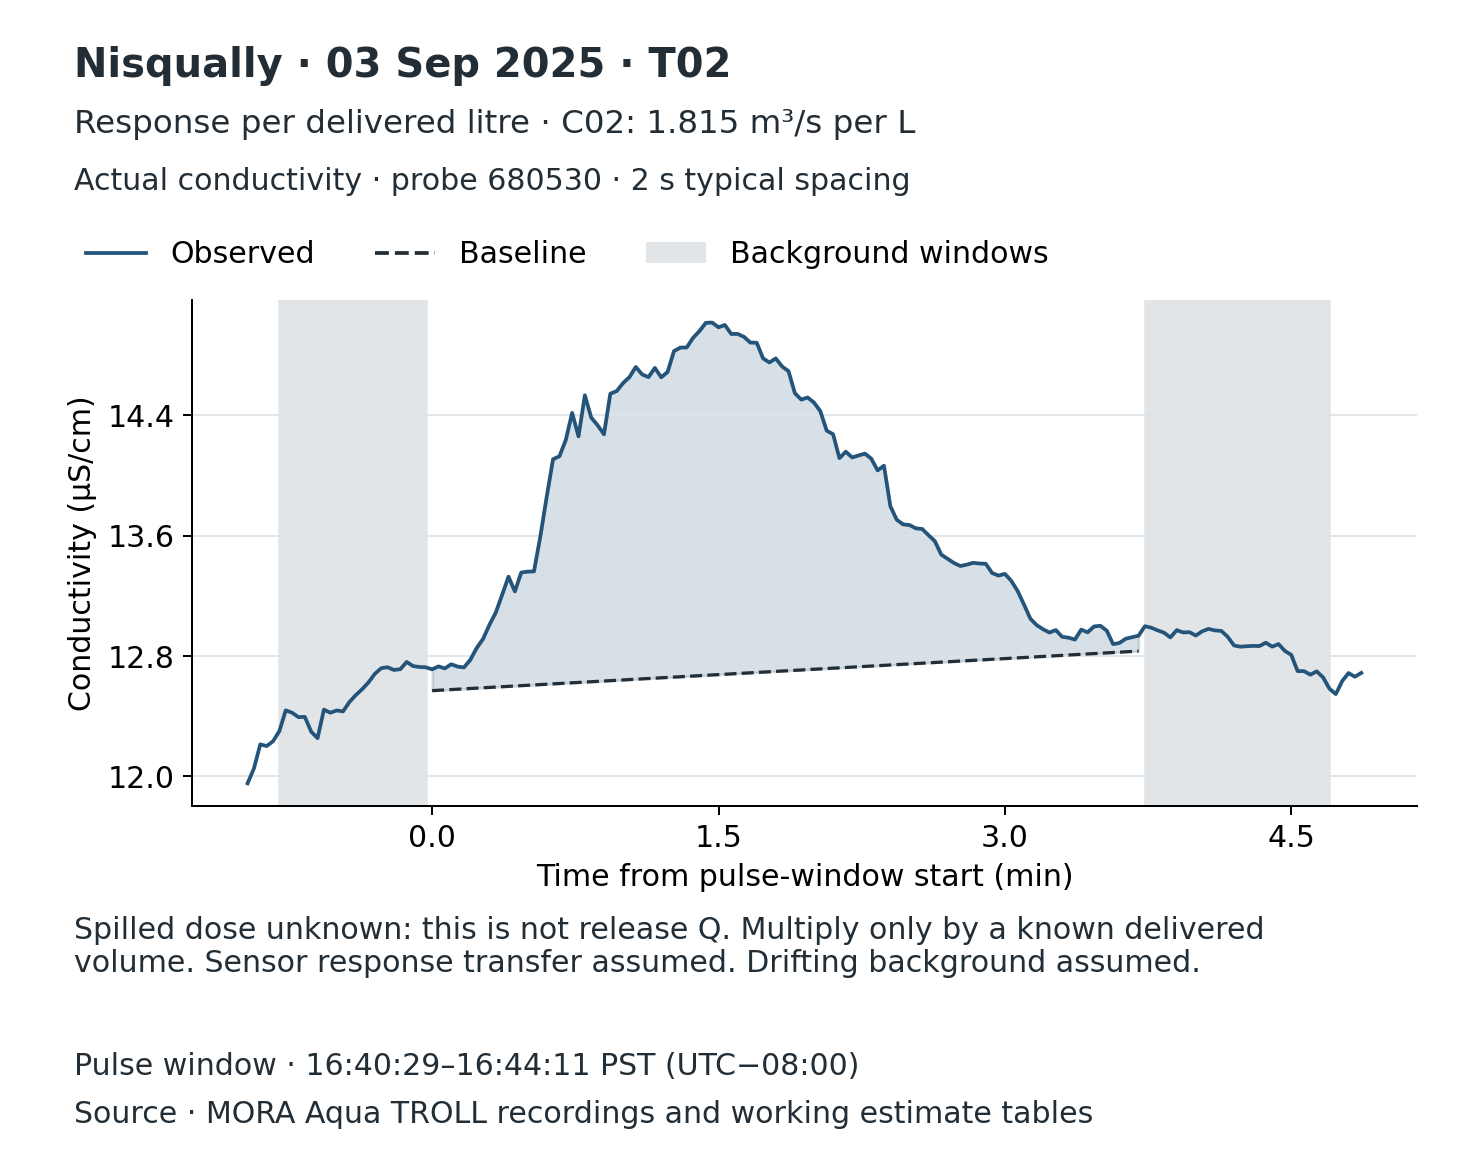 Nisqually · 03 Sep 2025 · T02
Response per delivered litre · C02: 1.815 m³/s per L
Actual conductivity · probe 680530 · 2 s typical spacing
Observed
Baseline
Background windows
Conductivity (µS/cm)
14.4
13.6
12.8
12.0
0.0
1.5
3.0
4.5
Time from pulse-window start (min)
Spilled dose unknown: this is not release Q. Multiply only by a known delivered
volume. Sensor response transfer assumed. Drifting background assumed.
Pulse window · 16:40:29–16:44:11 PST (UTC−08:00)
Source · MORA Aqua TROLL recordings and working estimate tables